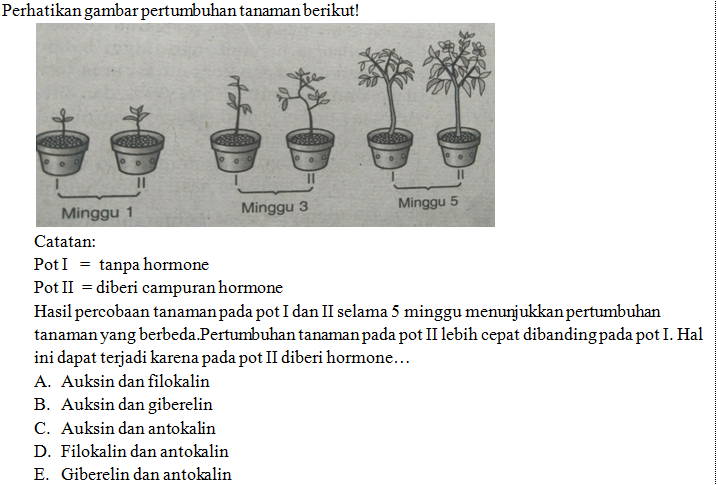 Perhatikan gambar pertumbuhan tanaman berikut!
I II I II I II
Minggu 1 Minggu 3 Minggu 5
Catatan:
Pot I = tanpa hormone
Pot II = diberi campuran hormone
Hasil percobaan tanaman pada pot I dan II selama 5 minggu menunjukkan pertumbuhan
tanaman yang berbeda.Pertumbuhan tanaman pada pot II lebih cepat dibanding pada pot I. Hal
ini dapat terjadi karena pada pot II diberi hormone...
A. Auksin dan filokalin
B. Auksin dan giberelin
C. Auksin dan antokalin
D. Filokalin dan antokalin
E. Giberelin dan antokalin